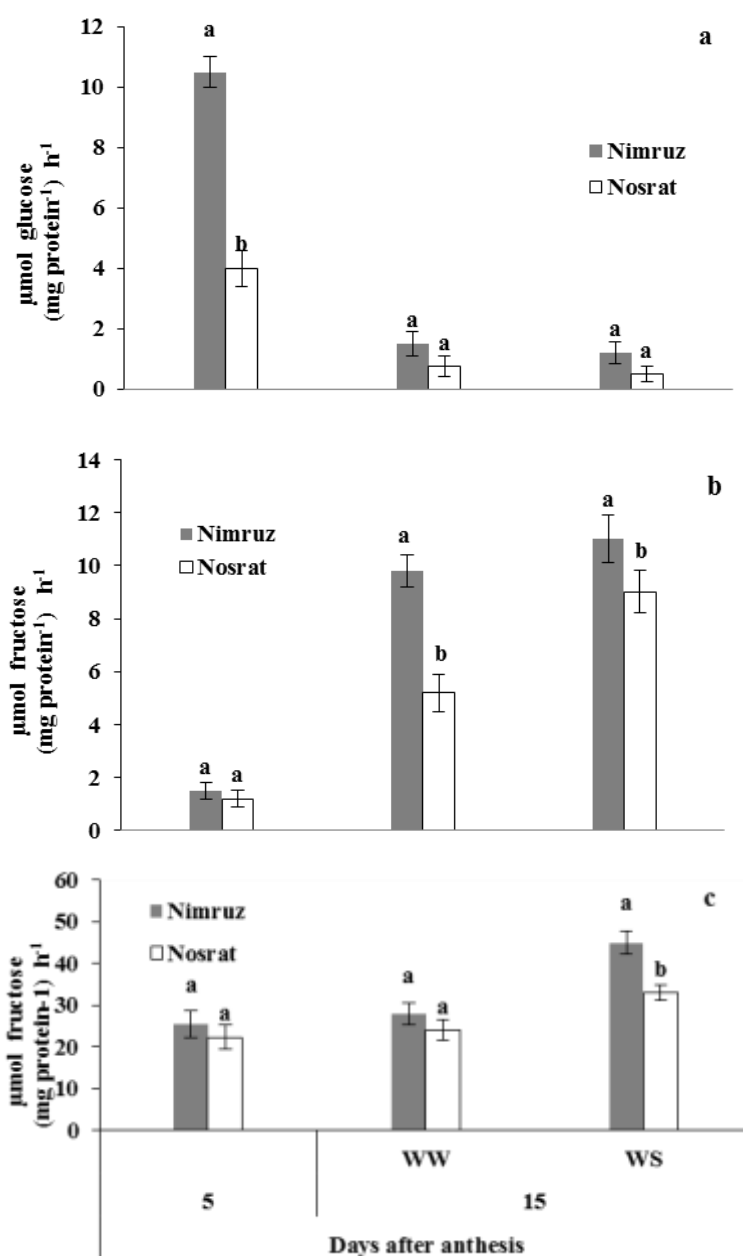 12
10
8
6
4
2
0
µmol glucose
(mg protein⁻¹) h⁻¹
a
Nimruz
Nosrat
a
b
a
a
a
a
14
12
10
8
6
4
2
0
µmol fructose
(mg protein⁻¹) h⁻¹
b
Nimruz
Nosrat
a
a
a
b
a
b
60
50
40
30
20
10
0
µmol fructose
(mg protein-1) h⁻¹
c
Nimruz
Nosrat
a
a
a
a
a
b
WW WS
5 15
Days after anthesis